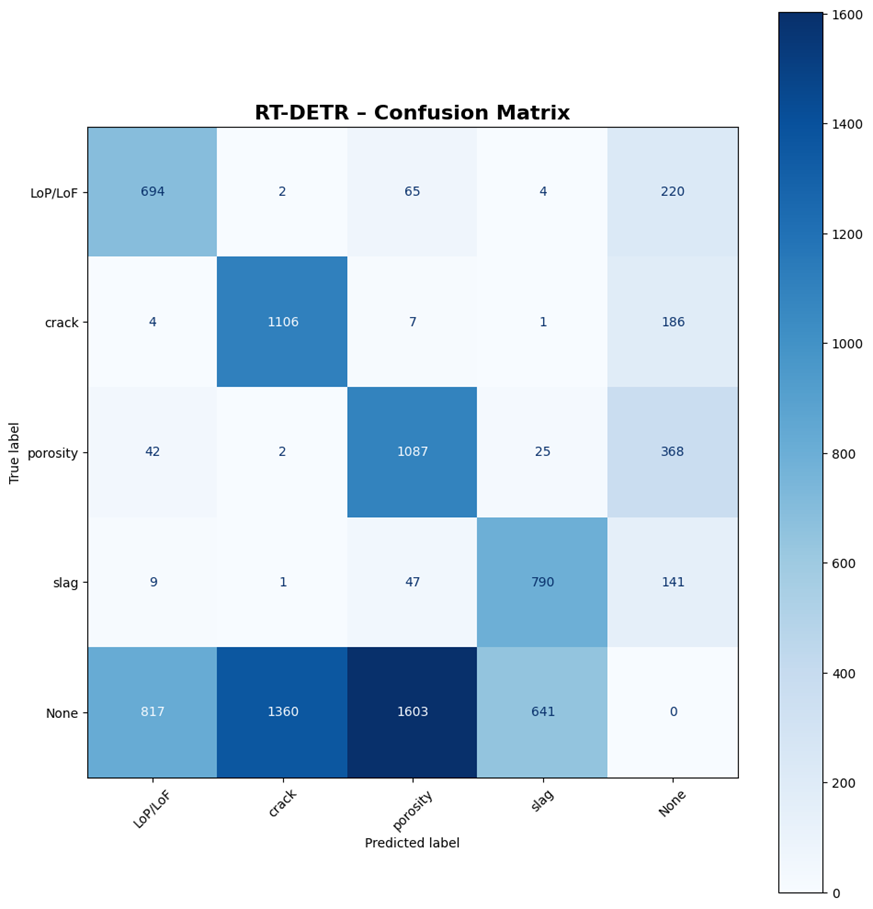 RT-DETR – Confusion Matrix
True label
LoP/LoF 694 2 65 4 220
crack 4 1106 7 1 186
porosity 42 2 1087 25 368
slag 9 1 47 790 141
None 817 1360 1603 641 0
LoP/LoF crack porosity slag None
Predicted label
1600
1400
1200
1000
800
600
400
200
0